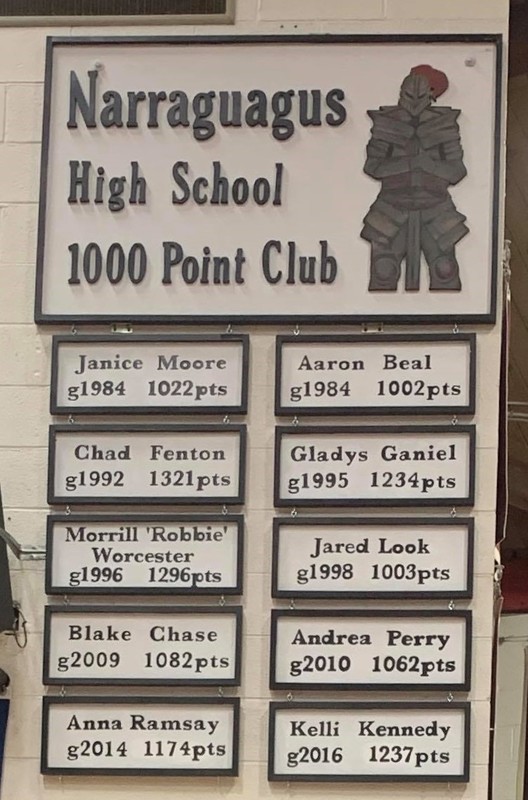 Narraguagus
High School
1000 Point Club
Janice Moore
g1984 1022pts
Aaron Beal
g1984 1002pts
Chad Fenton
g1992 1321pts
Gladys Ganiel
g1995 1234pts
Morrill 'Robbie'
Worcester
g1996 1296pts
Jared Look
g1998 1003pts
Blake Chase
g2009 1082pts
Andrea Perry
g2010 1062pts
Anna Ramsay
g2014 1174pts
Kelli Kennedy
g2016 1237pts